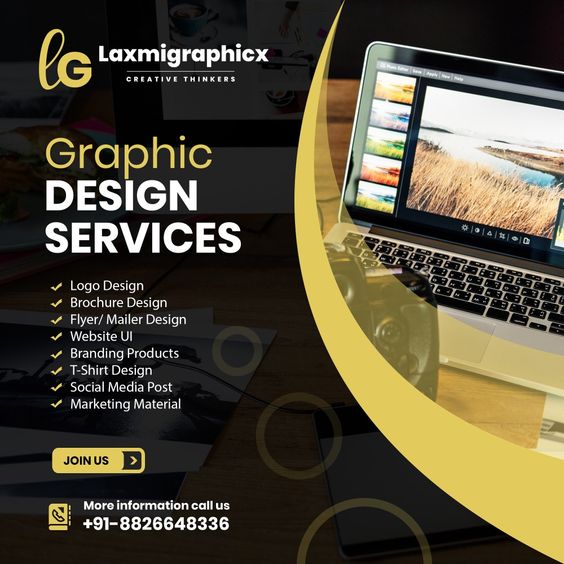 lG
Laxmigraphicx
CREATIVE THINKERS
Graphic
DESIGN
SERVICES
Logo Design
Brochure Design
Flyer/ Mailer Design
Website UI
Branding Products
T-Shirt Design
Social Media Post
Marketing Material
JOIN US
More information call us
+91-8826648336